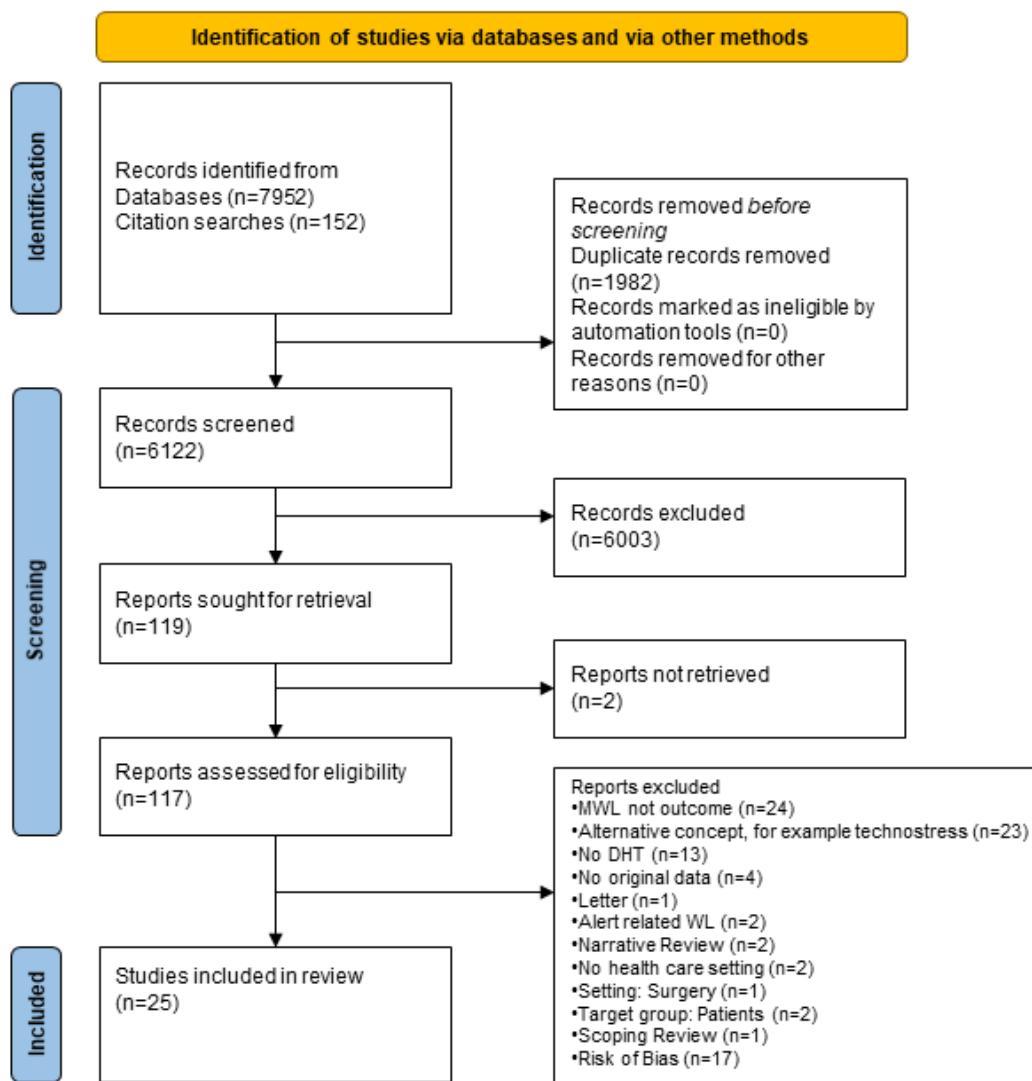 Identification of studies via databases and via other methods
Identification
Records identified from
Databases (n=7952)
Citation searches (n=152)
Records removed before
screening
Duplicate records removed
(n=1982)
Records marked as ineligible by
automation tools (n=0)
Records removed for other
reasons (n=0)
Screening
Records screened
(n=6122)
Records excluded
(n=6003)
Reports sought for retrieval
(n=119)
Reports not retrieved
(n=2)
Reports assessed for eligibility
(n=117)
Reports excluded
•MWL not outcome (n=24)
•Alternative concept, for example technostress (n=23)
•No DHT (n=13)
•No original data (n=4)
•Letter (n=1)
•Alert related WL (n=2)
•Narrative Review (n=2)
•No health care setting (n=2)
•Setting: Surgery (n=1)
•Target group: Patients (n=2)
•Scoping Review (n=1)
•Risk of Bias (n=17)
Included
Studies included in review
(n=25)